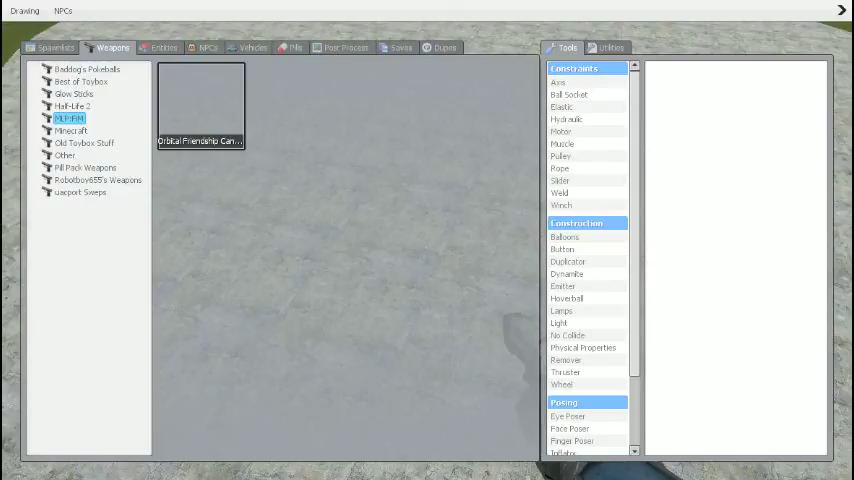 Drawing NPCs
Spawnlists Weapons Entities NPCs Vehicles Pills Post Process Saves Dupes Tools Utilities
Baddog's Pokeballs
Best of Toybox
Glow Sticks
Half-Life 2
MLP:FiM
Minecraft
Old Toybox Stuff
Other
Pill Pack Weapons
Robotboy655's Weapons
uacport Sweps
Orbital Friendship Can...
Constraints
Axis
Ball Socket
Elastic
Hydraulic
Motor
Muscle
Pulley
Rope
Slider
Weld
Winch
Construction
Balloons
Button
Duplicator
Dynamite
Emitter
Hoverball
Lamps
Light
No Collide
Physical Properties
Remover
Thruster
Wheel
Posing
Eye Poser
Face Poser
Finger Poser
Inflator